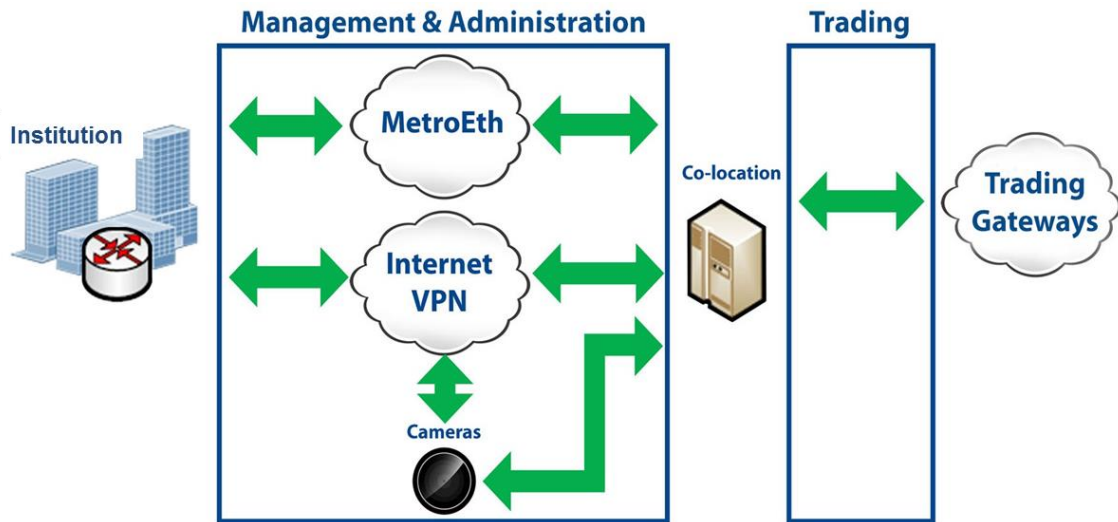 Management & Administration
Trading
Institution
MetroEth
Co-location
Trading
Gateways
Internet
VPN
Cameras